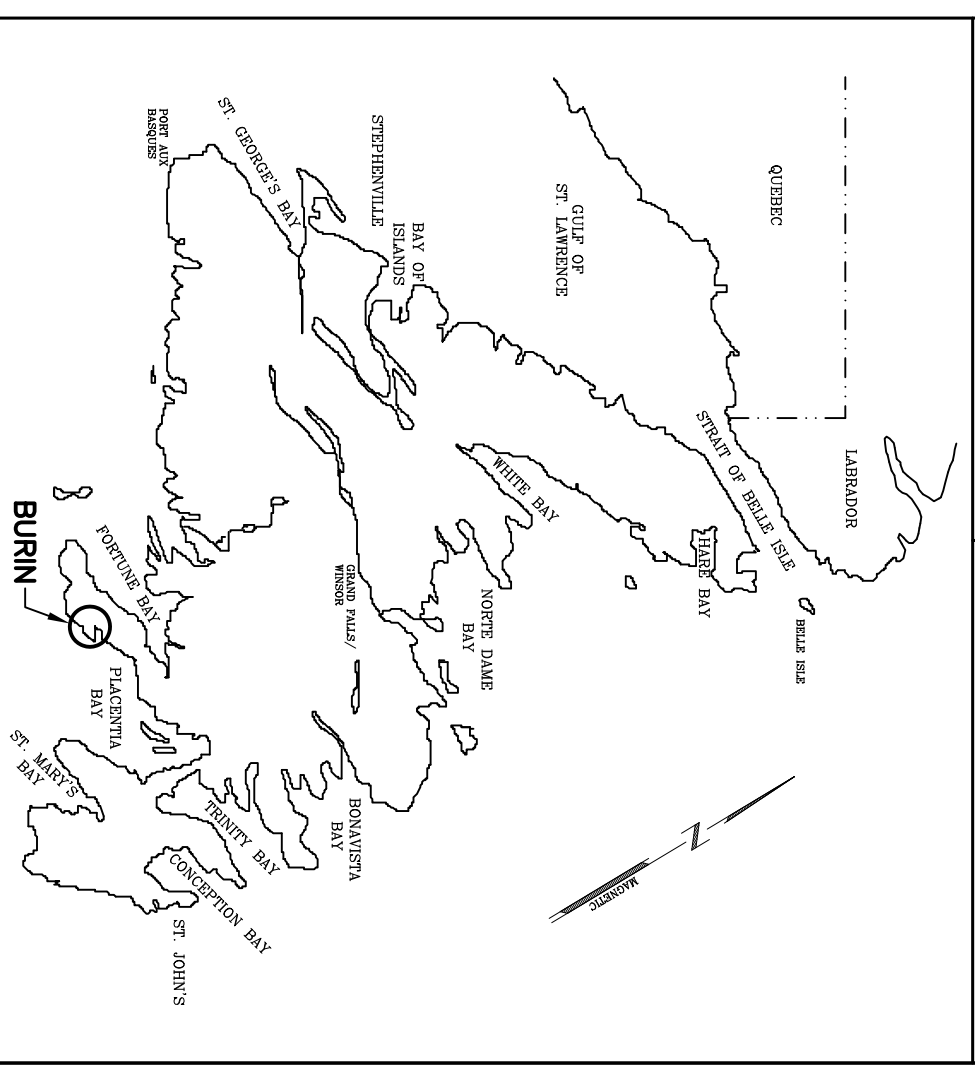 QUEBEC
LABRADOR
GULF OF
ST. LAWRENCE
STRAIT OF BELLE ISLE
BELLE ISLE
HARE BAY
WHITE BAY
NORTE DAME
BAY
BAY OF
ISLANDS
STEPHENVILLE
ST. GEORGE'S BAY
PORT AUX
BASQUES
GRAND FALLS/
WINSOR
BONAVISTA
BAY
TRINITY BAY
CONCEPTION BAY
ST. JOHN'S
ST. MARY'S
BAY
PLACENTIA
BAY
FORTUNE BAY
BURIN
N
MAGNETIC